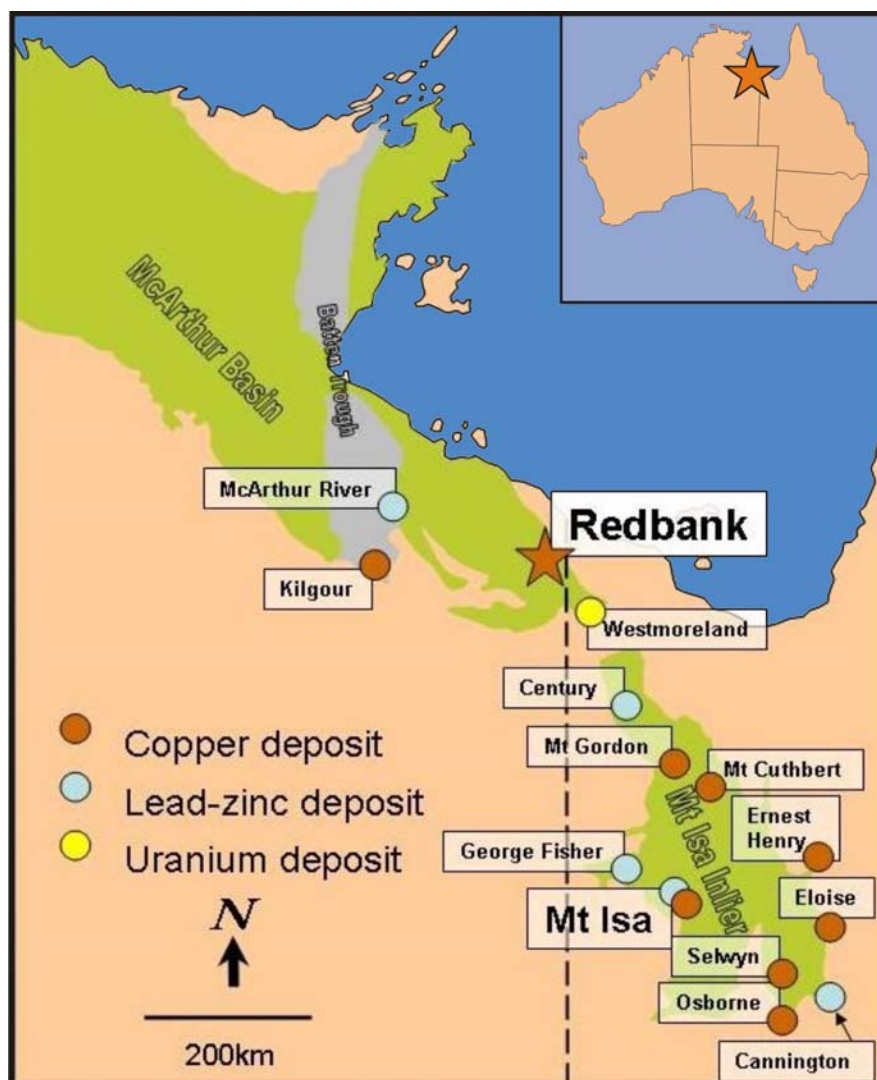 McArthur Basin
Batten Trough
McArthur River
Redbank
Kilgour
Westmoreland
Century
Mt Gordon
Mt Cuthbert
Ernest
Henry
George Fisher
Mt Isa Inlier
Eloise
Mt Isa
Selwyn
Osborne
Cannington
Copper deposit
Lead-zinc deposit
Uranium deposit
N
200km